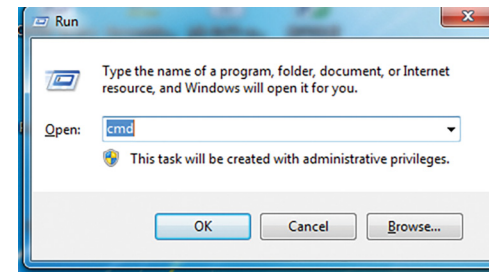 Run
Type the name of a program, folder, document, or Internet
resource, and Windows will open it for you.
Open:
cmd
This task will be created with administrative privileges.
OK
Cancel
Browse...